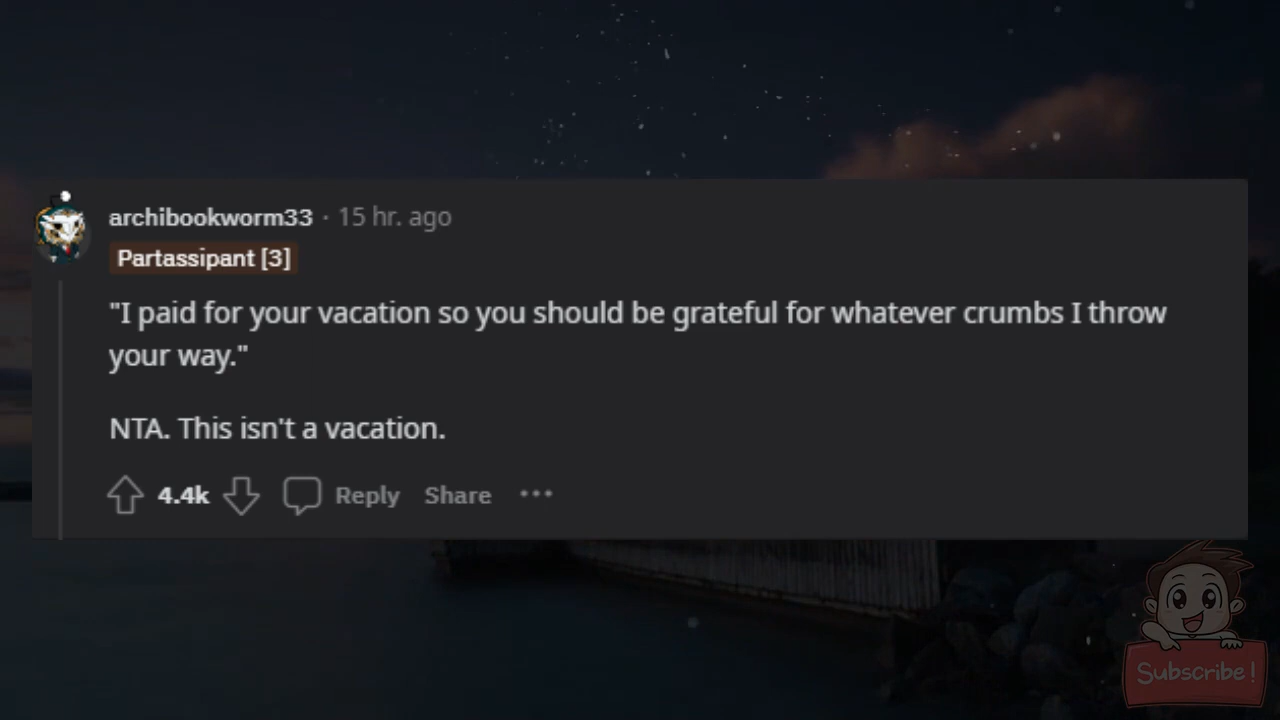 archibookworm33 · 15 hr. ago
Partassipant [3]
"I paid for your vacation so you should be grateful for whatever crumbs I throw
your way."
NTA. This isn't a vacation.
4.4k Reply Share ...
Subscribe!